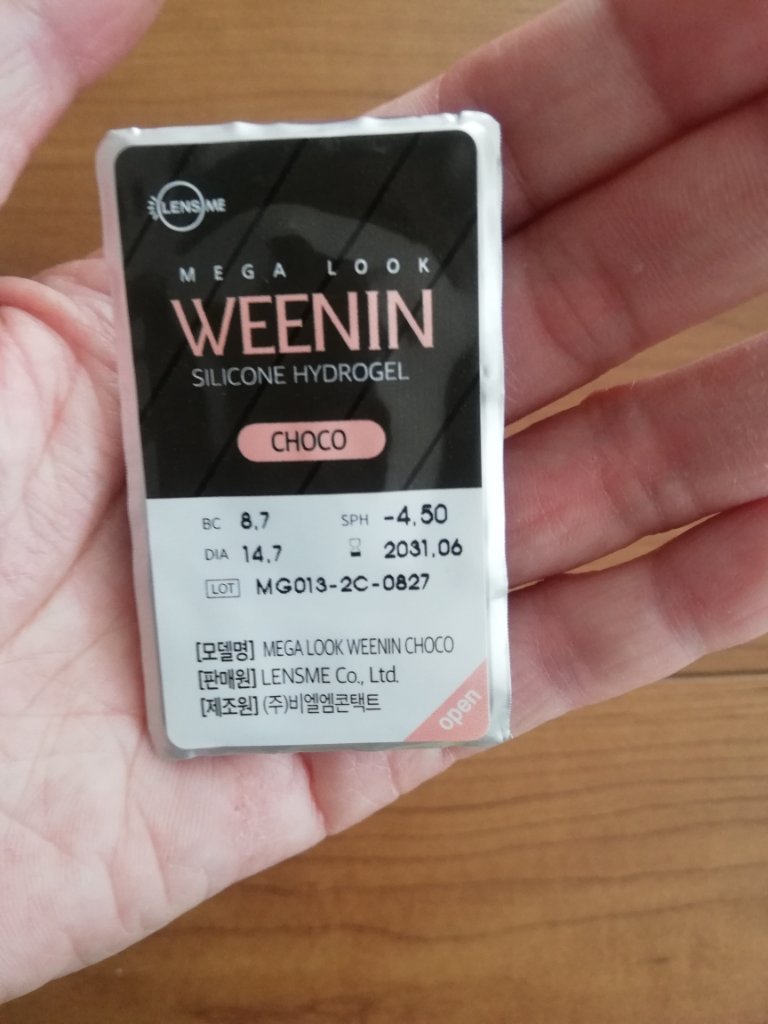 LENSME
MEGA LOOK
WEENIN
SILICONE HYDROGEL
CHOCO
BC 8,7 SPH -4,50
DIA 14,7 2031,06
LOT MG013-2C-0827
[모델명] MEGA LOOK WEENIN CHOCO
[판매원] LENSME Co., Ltd.
[제조원] (주)비엘엠콘택트
open